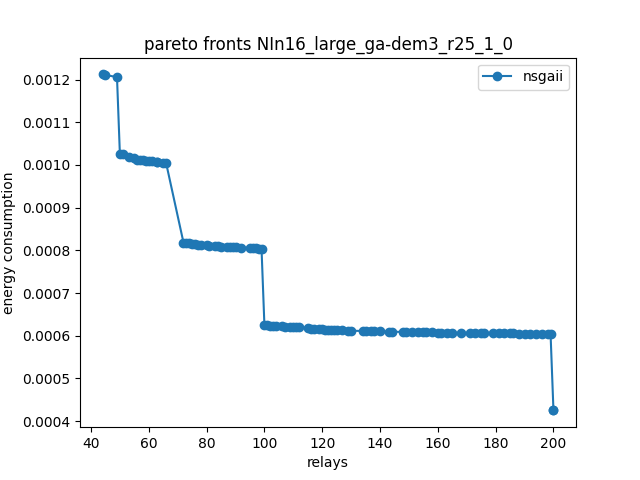 pareto fronts NIn16_large_ga-dem3_r25_1_0
nsgaii
energy consumption
0.0012
0.0011
0.0010
0.0009
0.0008
0.0007
0.0006
0.0005
0.0004
40 60 80 100 120 140 160 180 200
relays